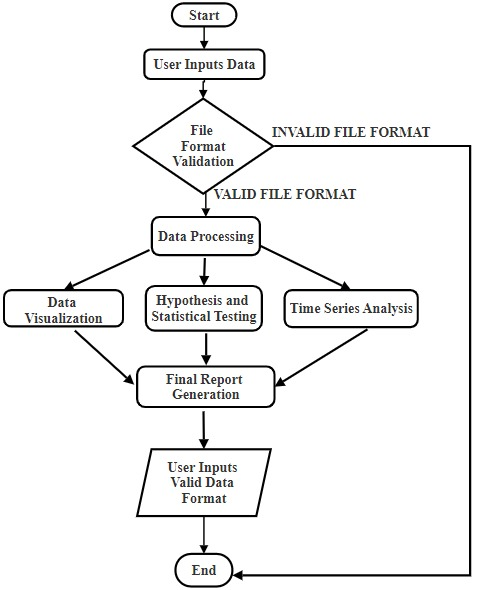 Start
User Inputs Data
File
Format
Validation
INVALID FILE FORMAT
VALID FILE FORMAT
Data Processing
Data
Visualization
Hypothesis and
Statistical Testing
Time Series Analysis
Final Report
Generation
User Inputs
Valid Data
Format
End